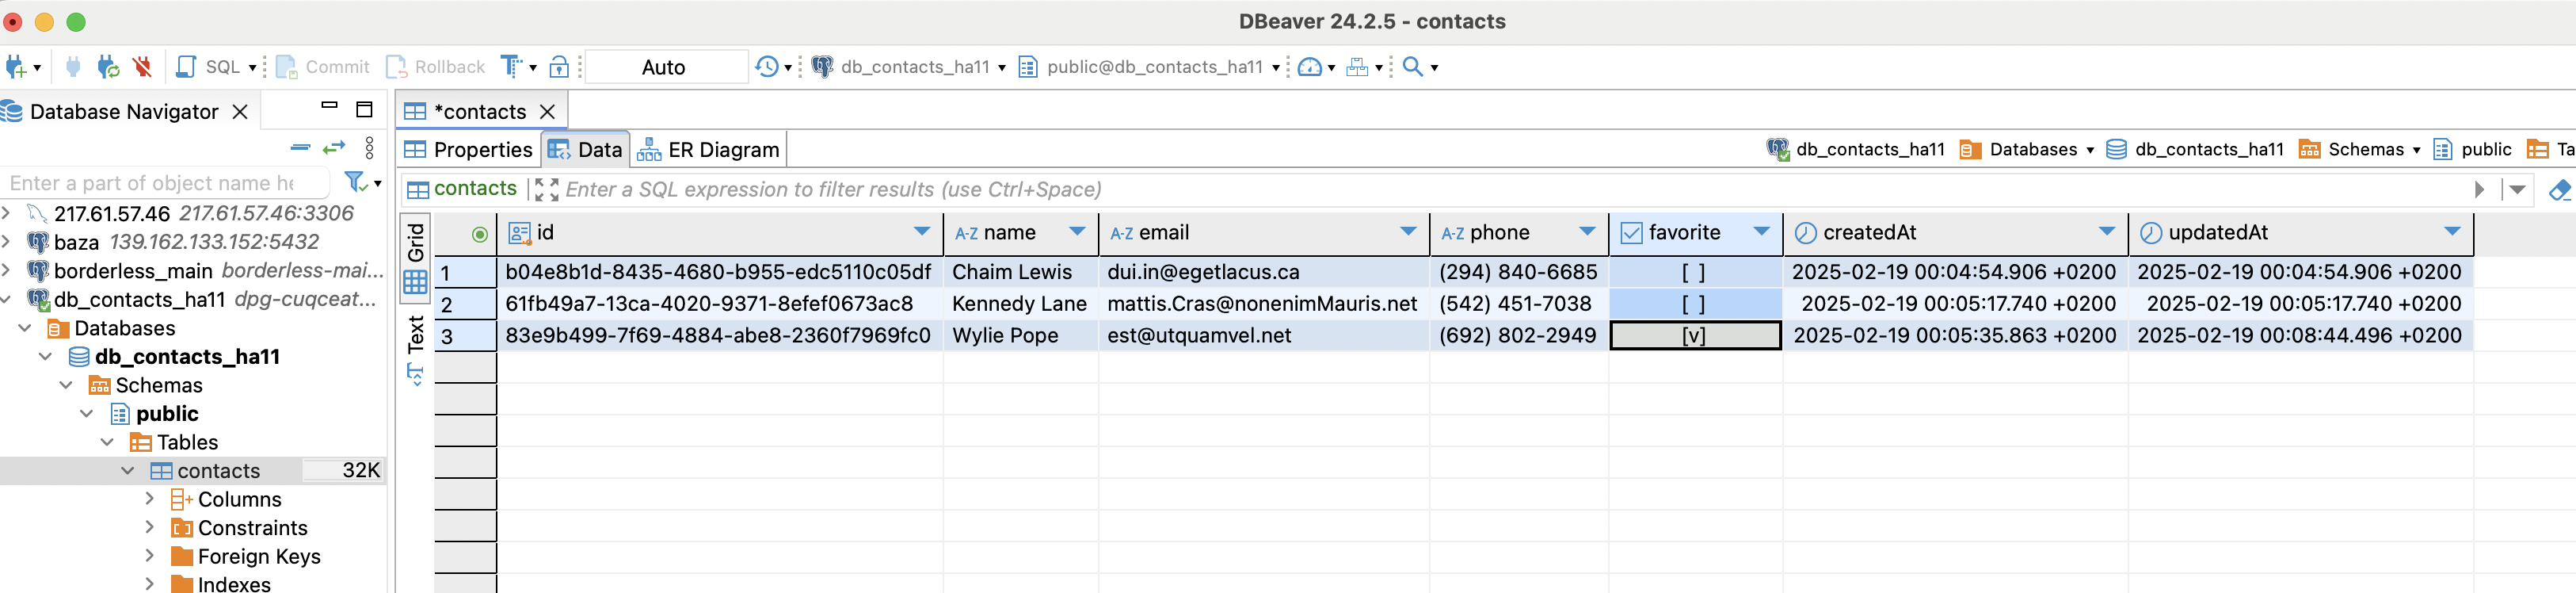 DBeaver 24.2.5 - contacts
SQL Commit Rollback Auto db_contacts_ha11 public@db_contacts_ha11
Database Navigator
*contacts
Properties Data ER Diagram db_contacts_ha11 Databases db_contacts_ha11 Schemas public Ta
Enter a part of object name he
contacts Enter a SQL expression to filter results (use Ctrl+Space)
217.61.57.46 217.61.57.46:3306
baza 139.162.133.152:5432
borderless_main borderless-mai...
db_contacts_ha11 dpg-cuqceat...
Databases
db_contacts_ha11
Schemas
public
Tables
contacts 32K
Columns
Constraints
Foreign Keys
Indexes
Grid
Text
id A-Z name A-Z email A-Z phone favorite createdAt updatedAt
1 b04e8b1d-8435-4680-b955-edc5110c05df Chaim Lewis dui.in@egetlacus.ca (294) 840-6685 [ ] 2025-02-19 00:04:54.906 +0200 2025-02-19 00:04:54.906 +0200
2 61fb49a7-13ca-4020-9371-8efef0673ac8 Kennedy Lane mattis.Cras@nonenimMauris.net (542) 451-7038 [ ] 2025-02-19 00:05:17.740 +0200 2025-02-19 00:05:17.740 +0200
3 83e9b499-7f69-4884-abe8-2360f7969fc0 Wylie Pope est@utquamvel.net (692) 802-2949 [v] 2025-02-19 00:05:35.863 +0200 2025-02-19 00:08:44.496 +0200